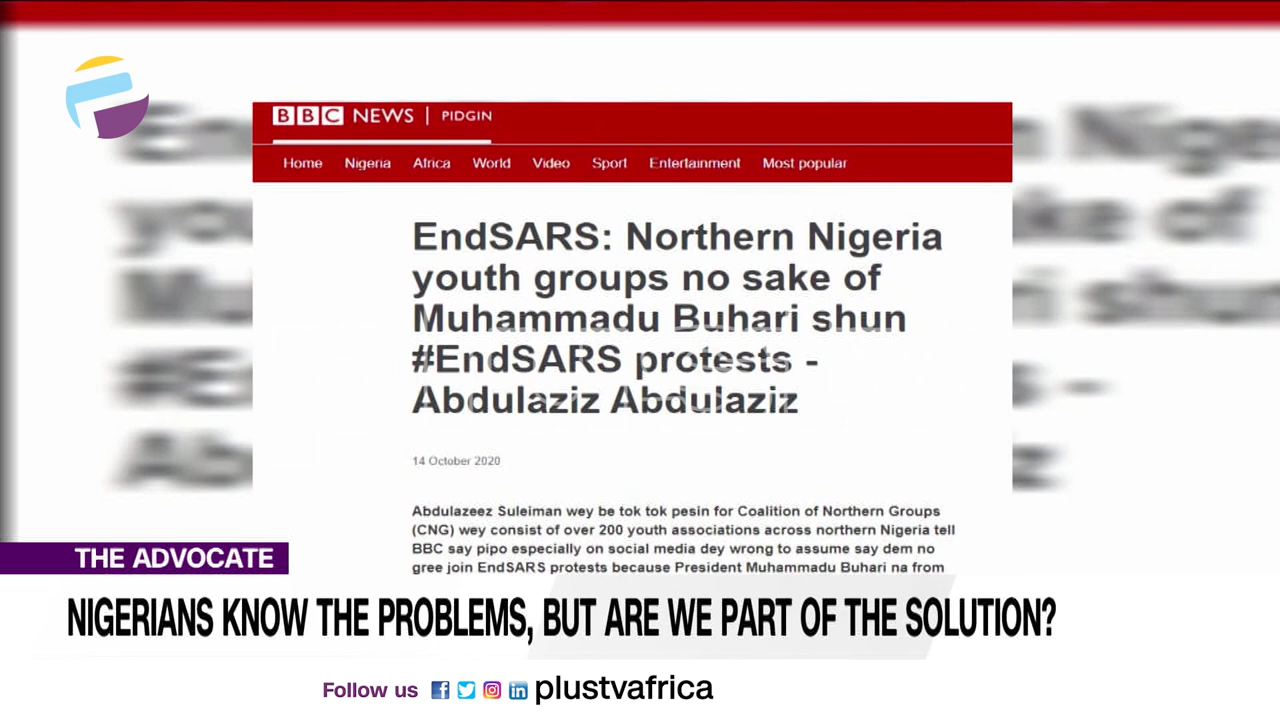 BBC NEWS | PIDGIN
Home Nigeria Africa World Video Sport Entertainment Most popular
EndSARS: Northern Nigeria
youth groups no sake of
Muhammadu Buhari shun
#EndSARS protests -
Abdulaziz Abdulaziz
14 October 2020
Abdulazeez Suleiman wey be tok tok pesin for Coalition of Northern Groups
(CNG) wey consist of over 200 youth associations across northern Nigeria tell
BBC say pipo especially on social media dey wrong to assume say dem no
gree join EndSARS protests because President Muhammadu Buhari na from
THE ADVOCATE
NIGERIANS KNOW THE PROBLEMS, BUT ARE WE PART OF THE SOLUTION?
Follow us plustvafrica